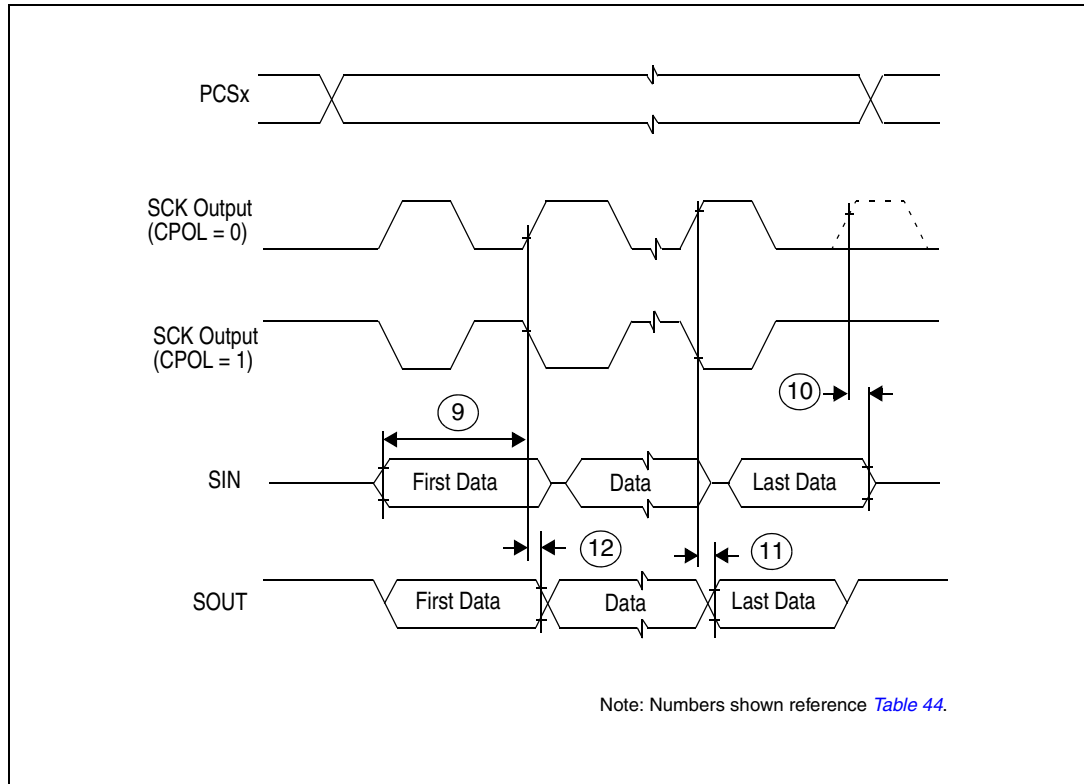 PCSx
SCK Output
(CPOL = 0)
SCK Output
(CPOL = 1)
10
9
SIN
First Data
Data
Last Data
12
11
SOUT
First Data
Data
Last Data
Note: Numbers shown reference Table 44.